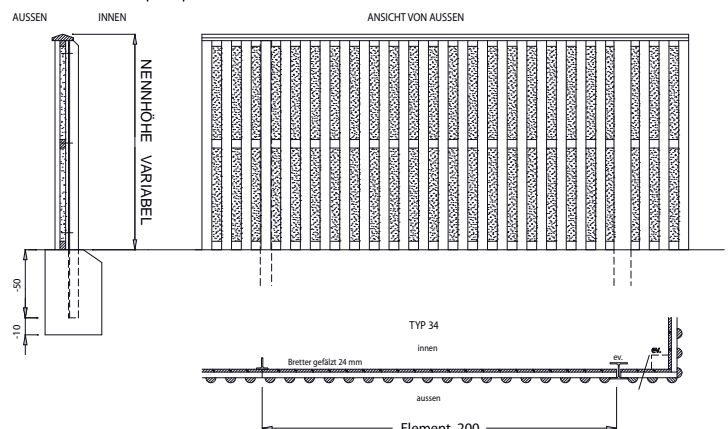 AUSSEN
INNEN
ANSICHT VON AUSSEN
NENNHÖHE VARIABEL
-50
-10
TYP 34
innen
Bretter gefälzt 24 mm
ev.
ev.
aussen
Element 200